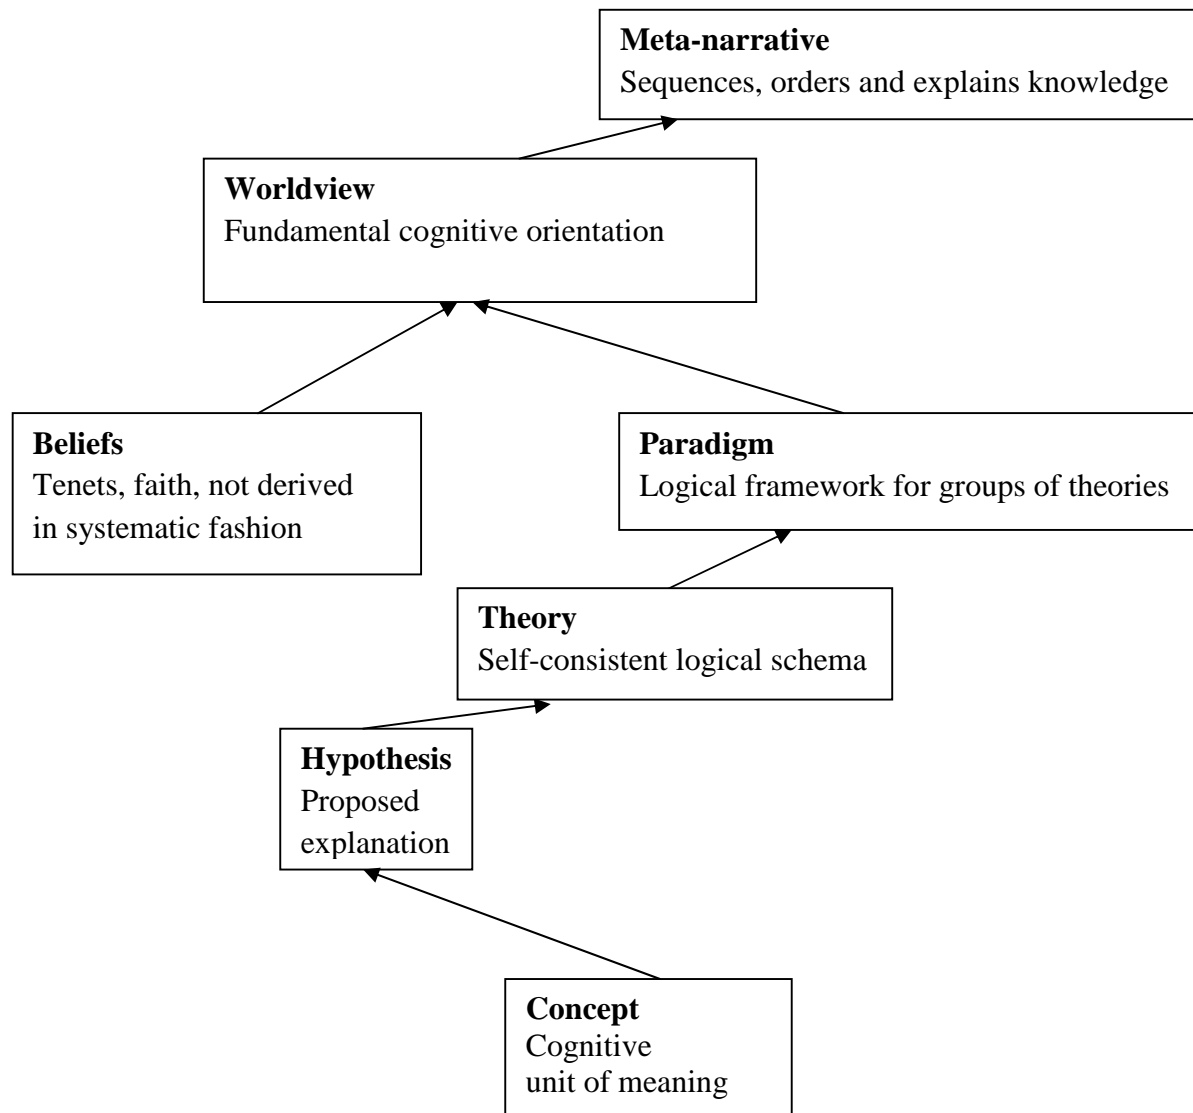 Meta-narrative
Sequences, orders and explains knowledge
Worldview
Fundamental cognitive orientation
Beliefs
Tenets, faith, not derived
in systematic fashion
Paradigm
Logical framework for groups of theories
Theory
Self-consistent logical schema
Hypothesis
Proposed
explanation
Concept
Cognitive
unit of meaning